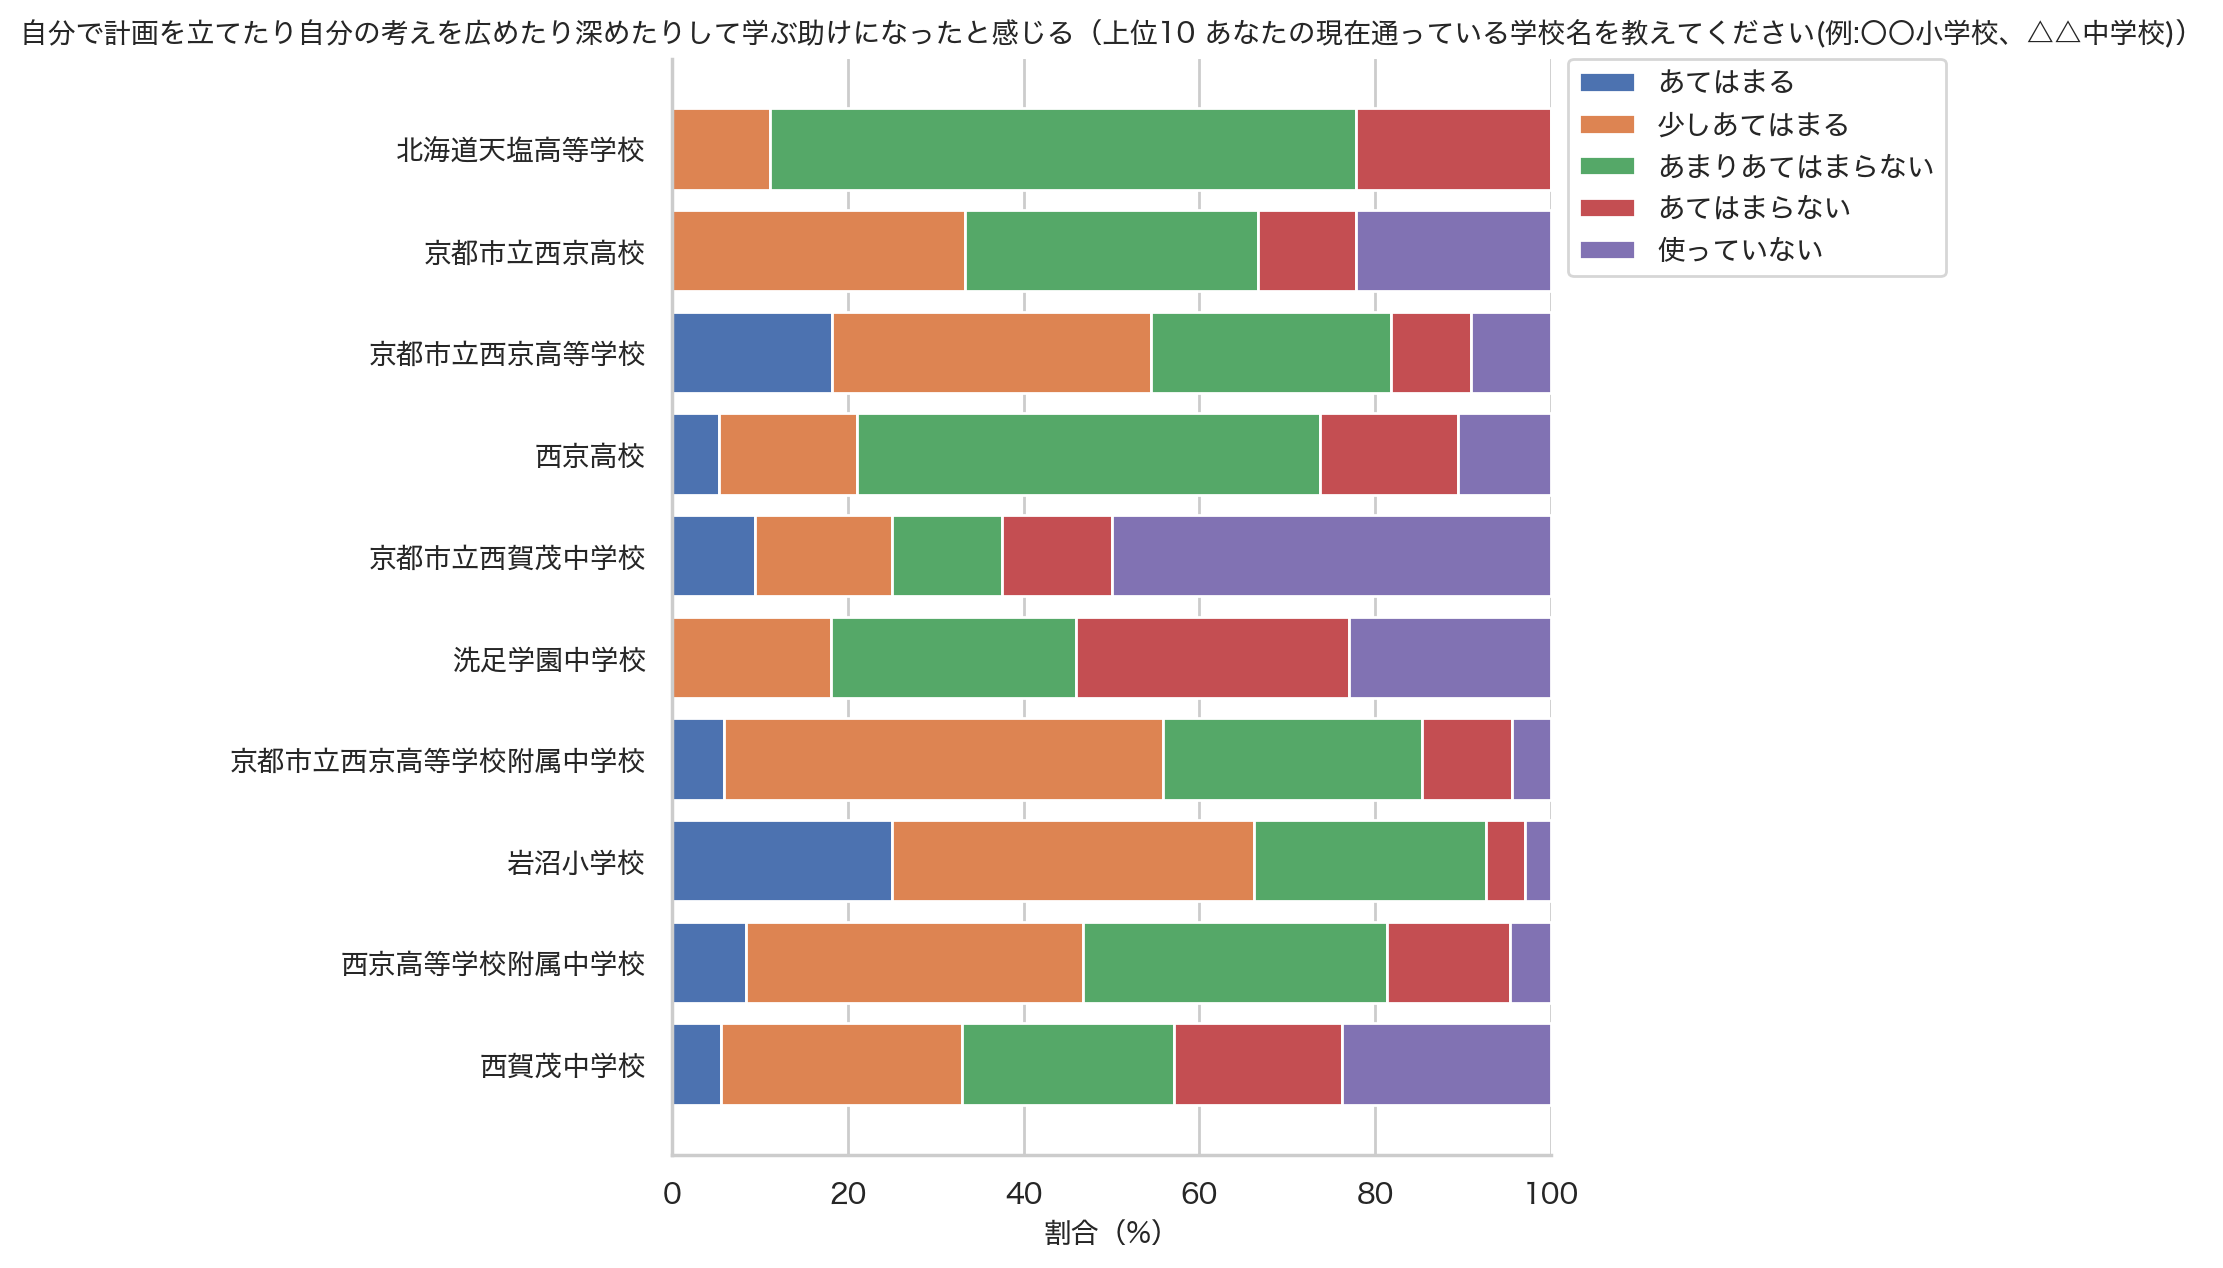 自分で計画を立てたり自分の考えを広めたり深めたりして学ぶ助けになったと感じる（上位10 あなたの現在通っている学校名を教えてください(例:〇〇小学校、△△中学校)）
あてはまる
少しあてはまる
あまりあてはまらない
あてはまらない
使っていない
北海道天塩高等学校
京都市立西京高校
京都市立西京高等学校
西京高校
京都市立西賀茂中学校
洗足学園中学校
京都市立西京高等学校附属中学校
岩沼小学校
西京高等学校附属中学校
西賀茂中学校
0 20 40 60 80 100
割合（%）